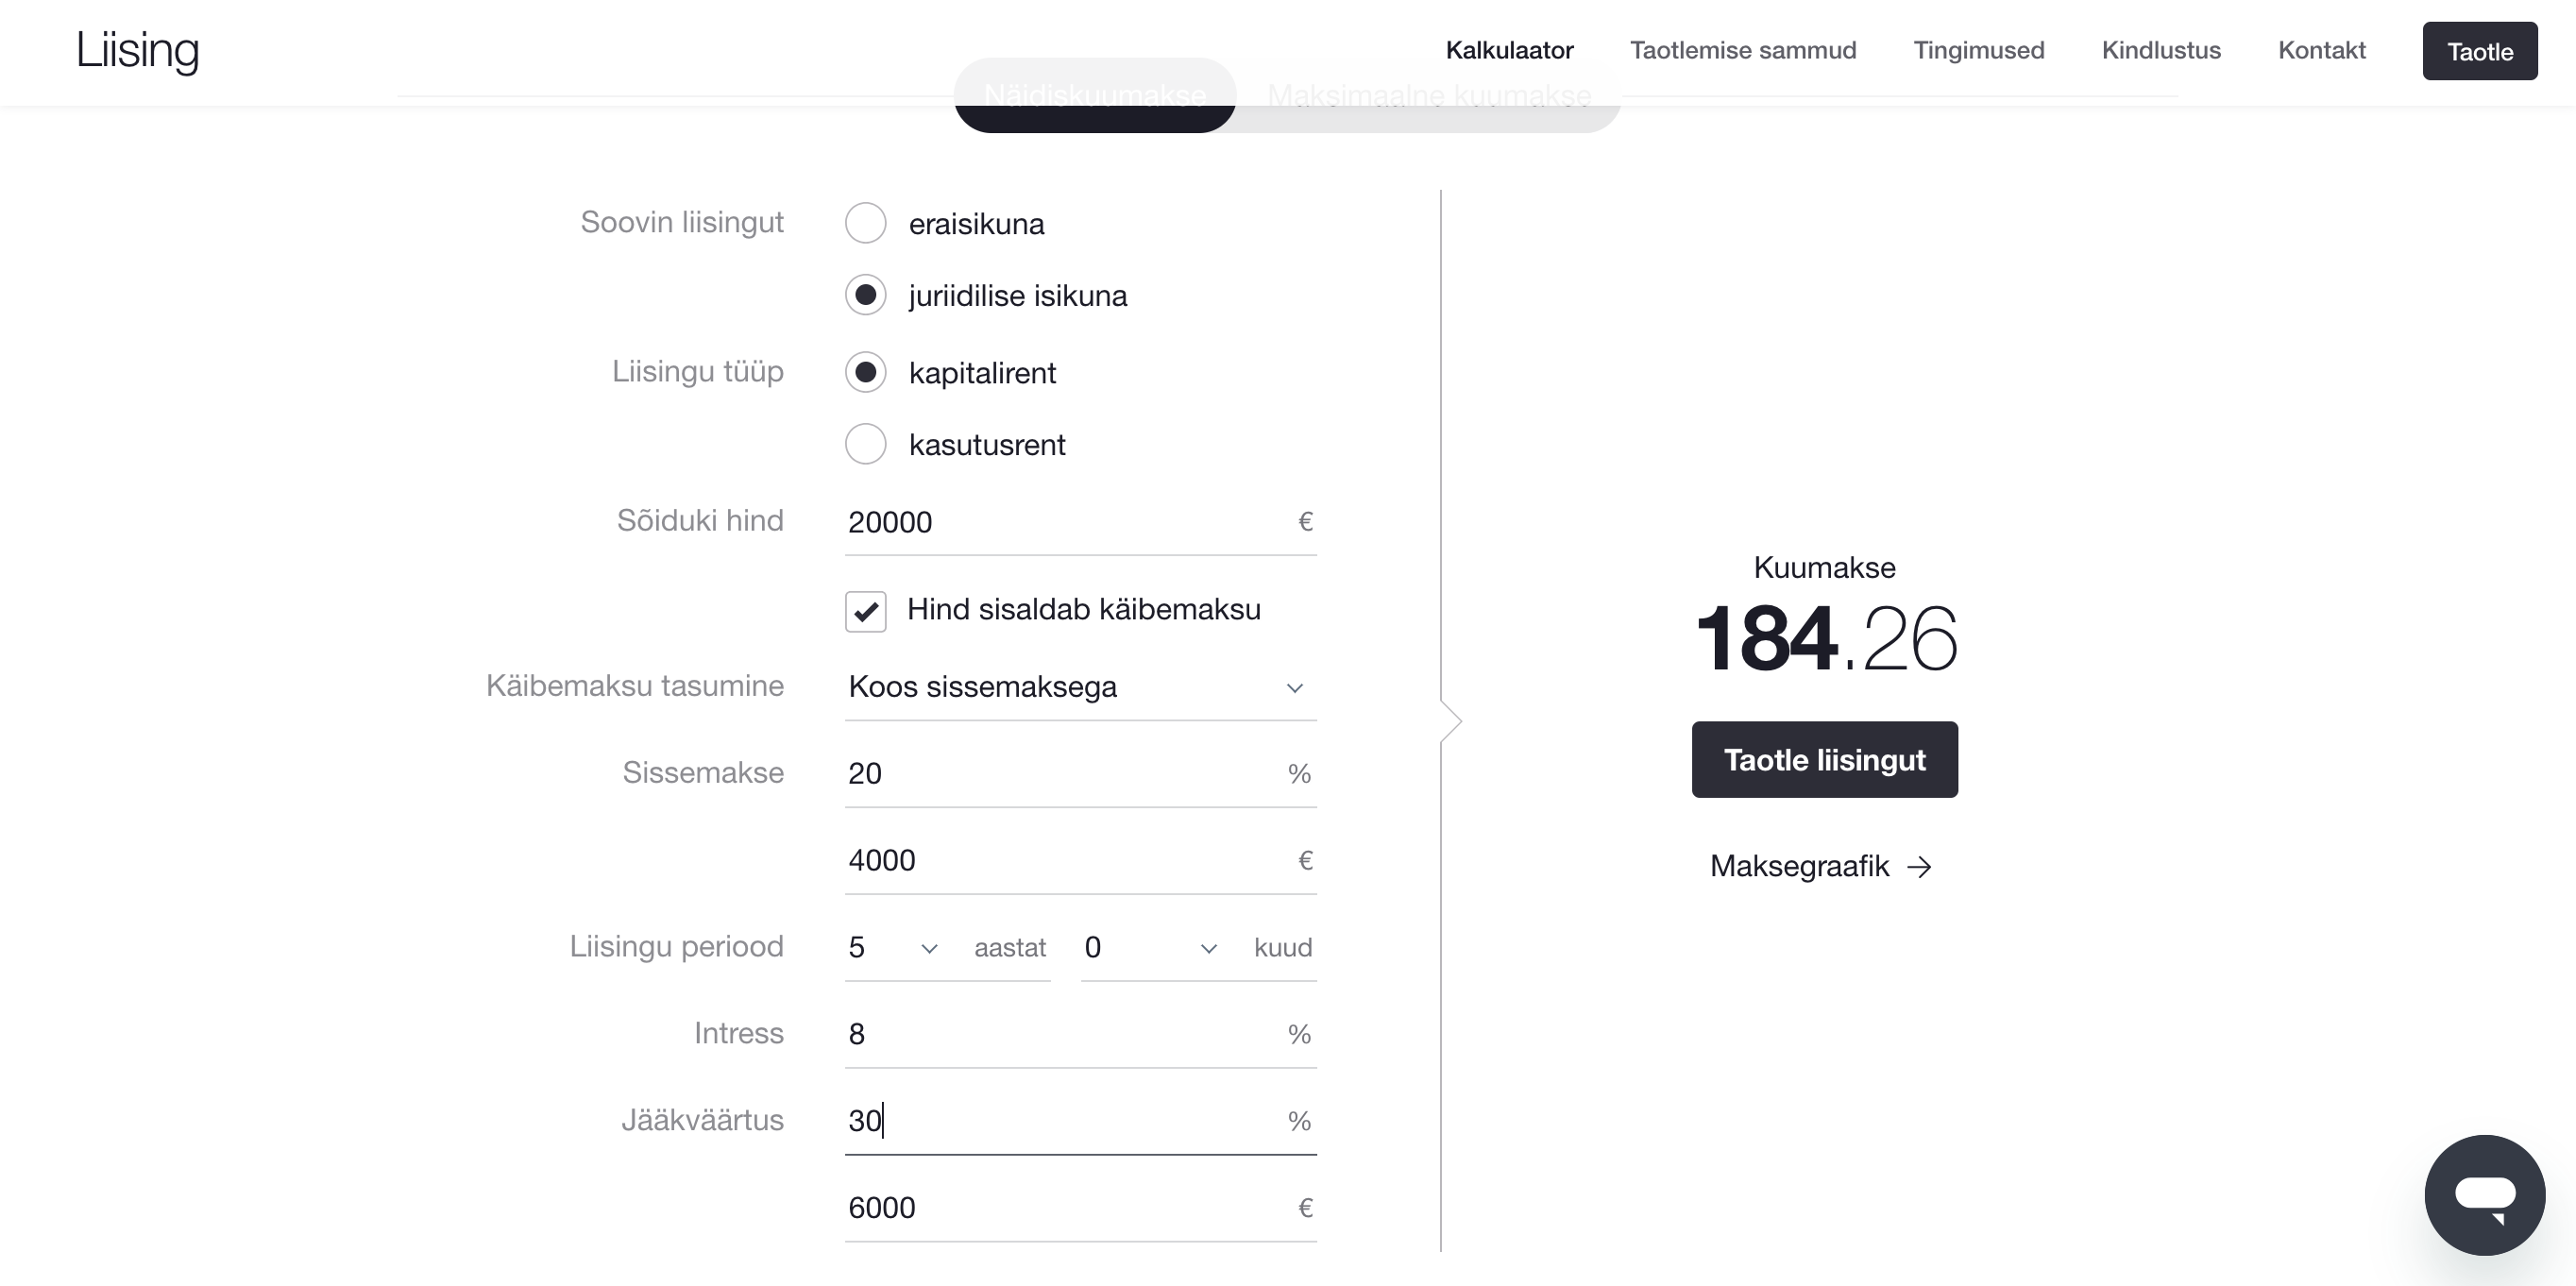 Liising
Kalkulaator
Taotlemise sammud
Tingimused
Kindlustus
Kontakt
Taotle
Näidiskuumakse
Maksimaalne kuumakse
Soovin liisingut
eraisikuna
juriidilise isikuna
Liisingu tüüp
kapitalirent
kasutusrent
Sõiduki hind
20000 €
Hind sisaldab käibemaksu
Käibemaksu tasumine
Koos sissemaksega
Sissemakse
20 %
4000 €
Liisingu periood
5 aastat 0 kuud
Intress
8 %
Jääkväärtus
30 %
6000 €
Kuumakse
184.26
Taotle liisingut
Maksegraafik →